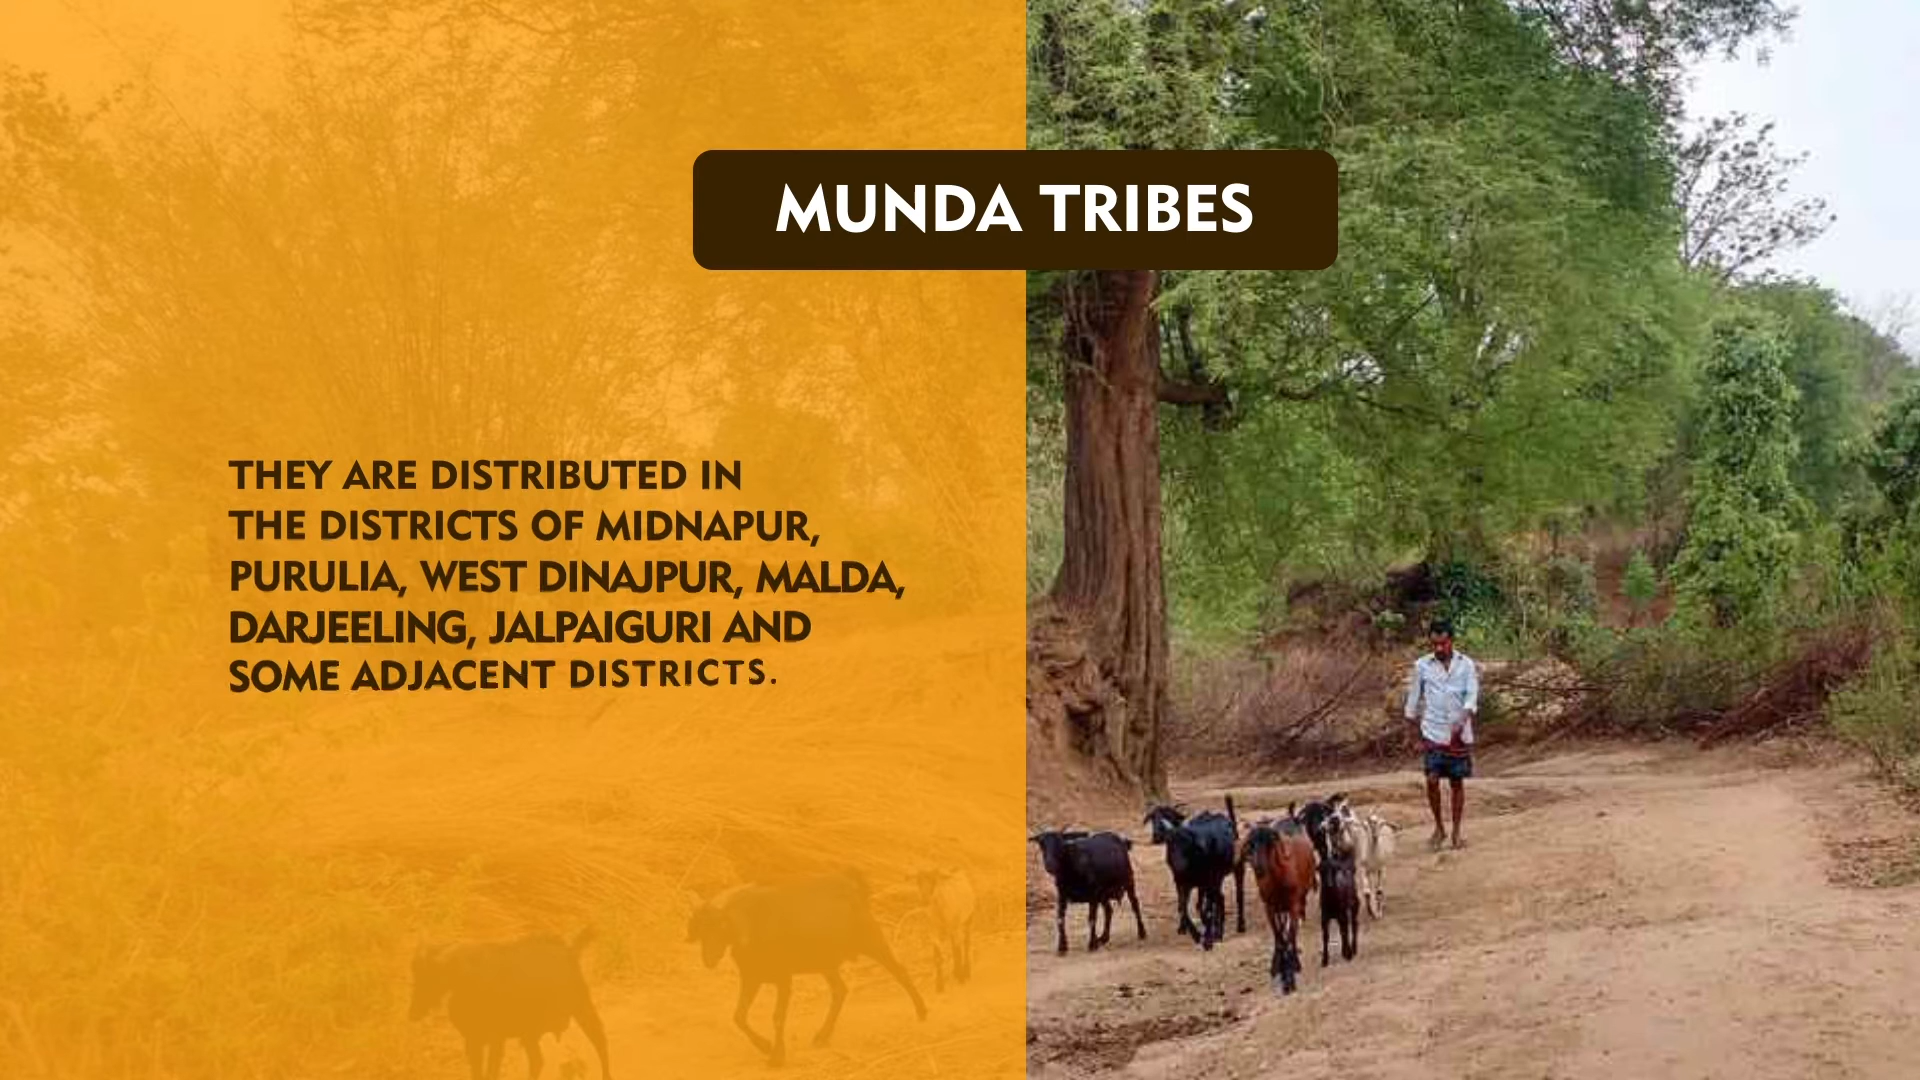 MUNDA TRIBES
THEY ARE DISTRIBUTED IN
THE DISTRICTS OF MIDNAPUR,
PURULIA, WEST DINAJPUR, MALDA,
DARJEELING, JALPAIGURI AND
SOME ADJACENT DISTRICTS.